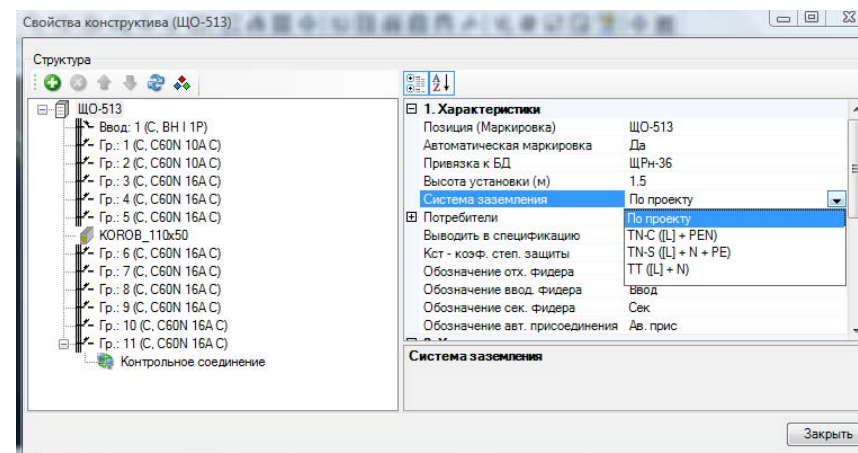 Свойства конструктива (ЩО-513)
Структура
ЩО-513
Ввод: 1 (C, ВН I 1P)
Гр.: 1 (C, C60N 10A C)
Гр.: 2 (C, C60N 10A C)
Гр.: 3 (C, C60N 16A C)
Гр.: 4 (C, C60N 16A C)
Гр.: 5 (C, C60N 16A C)
KOROB_110x50
Гр.: 6 (C, C60N 16A C)
Гр.: 7 (C, C60N 16A C)
Гр.: 8 (C, C60N 16A C)
Гр.: 9 (C, C60N 16A C)
Гр.: 10 (C, C60N 16A C)
Гр.: 11 (C, C60N 16A C)
Контрольное соединение
1. Характеристики
Позиция (Маркировка) ЩО-513
Автоматическая маркировка Да
Привязка к БД ЩРн-36
Высота установки (м) 1.5
Система заземления По проекту
Потребители По проекту
Выводить в спецификацию TN-C ([L] + PEN)
Кст - коэф. степ. защиты TN-S ([L] + N + PE)
Обозначение отх. фидера TT ([L] + N)
Обозначение ввод. фидера Ввод
Обозначение сек. фидера Сек
Обозначение авт. присоединения Ав. прис
Система заземления
Закрыть